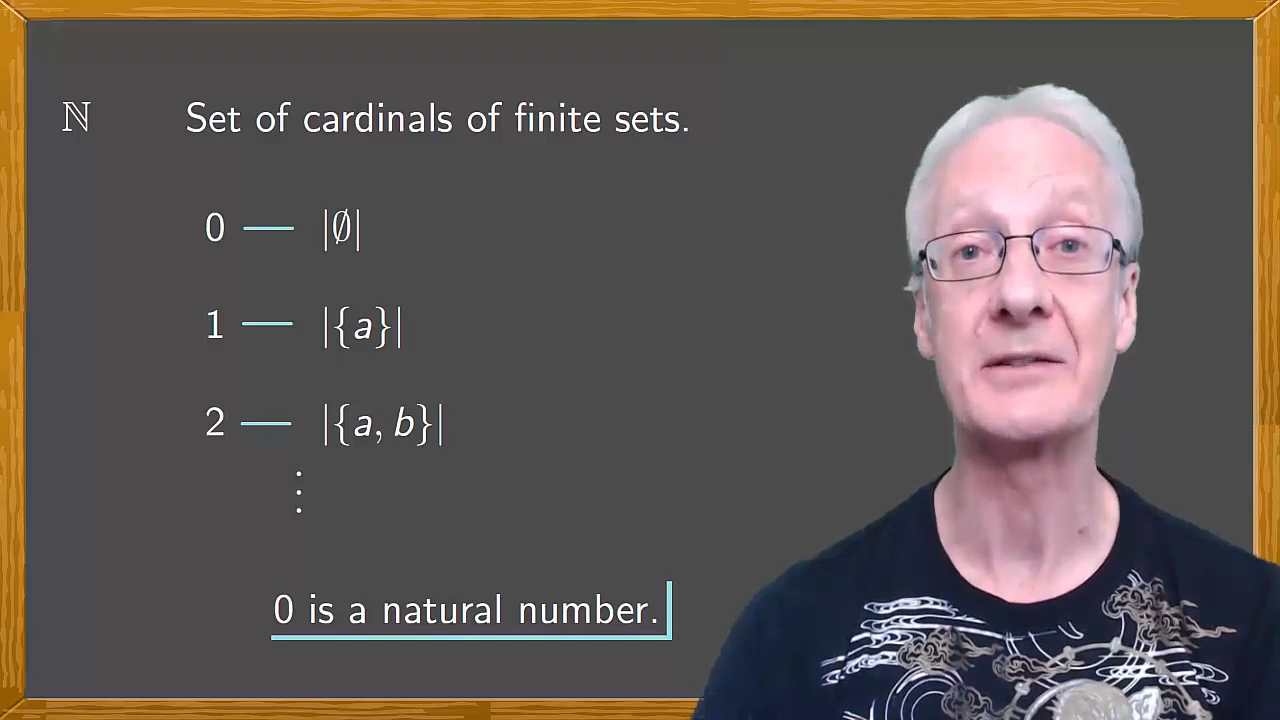 ℕ Set of cardinals of finite sets.
0 — |∅|
1 — |{a}|
2 — |{a, b}|
⋮
0 is a natural number.